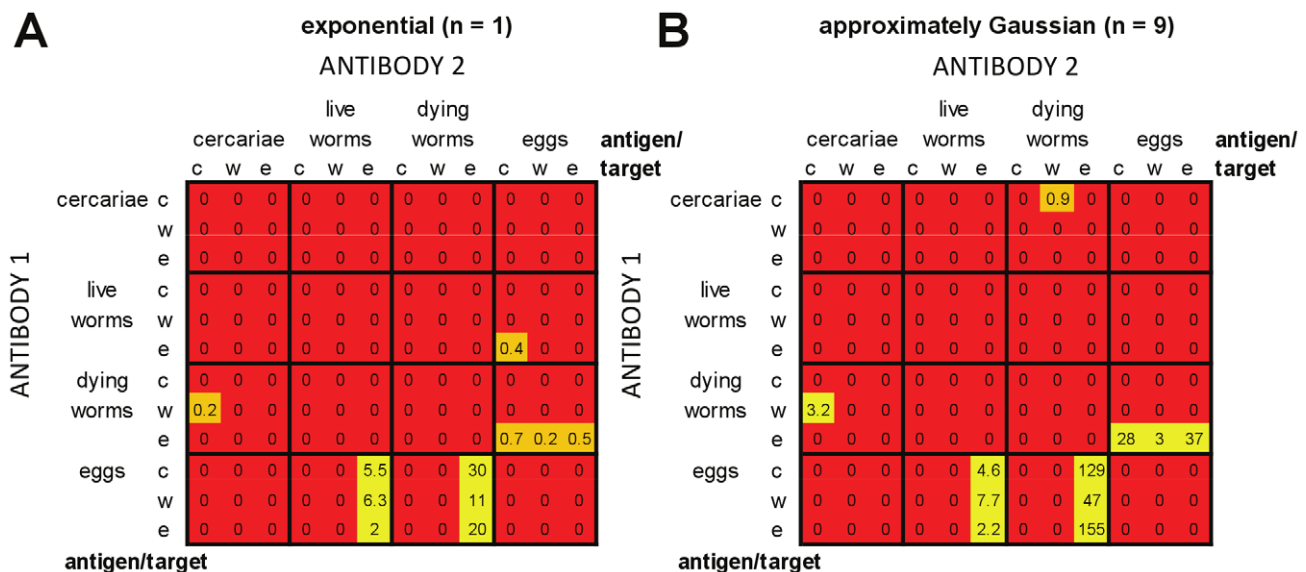 A exponential (n = 1)
ANTIBODY 2
live dying
cercariae worms worms eggs antigen/
c w e c w e c w e c w e target
cercariae c 0 0 0 0 0 0 0 0 0 0 0 0
w 0 0 0 0 0 0 0 0 0 0 0 0
e 0 0 0 0 0 0 0 0 0 0 0 0
live c 0 0 0 0 0 0 0 0 0 0 0 0
worms w 0 0 0 0 0 0 0 0 0 0 0 0
e 0 0 0 0 0 0 0 0 0 0.4 0 0
dying c 0 0 0 0 0 0 0 0 0 0 0 0
worms w 0.2 0 0 0 0 0 0 0 0 0 0 0
e 0 0 0 0 0 0 0 0 0 0.7 0.2 0.5
eggs c 0 0 0 0 0 5.5 0 0 30 0 0 0
w 0 0 0 0 0 6.3 0 0 11 0 0 0
e 0 0 0 0 0 2 0 0 20 0 0 0
ANTIBODY 1
antigen/target
B approximately Gaussian (n = 9)
ANTIBODY 2
live dying
cercariae worms worms eggs antigen/
c w e c w e c w e c w e target
cercariae c 0 0 0 0 0 0 0 0.9 0 0 0 0
w 0 0 0 0 0 0 0 0 0 0 0 0
e 0 0 0 0 0 0 0 0 0 0 0 0
live c 0 0 0 0 0 0 0 0 0 0 0 0
worms w 0 0 0 0 0 0 0 0 0 0 0 0
e 0 0 0 0 0 0 0 0 0 0 0 0
dying c 0 0 0 0 0 0 0 0 0 0 0 0
worms w 3.2 0 0 0 0 0 0 0 0 0 0 0
e 0 0 0 0 0 0 0 0 0 28 3 37
eggs c 0 0 0 0 0 4.6 0 0 129 0 0 0
w 0 0 0 0 0 7.7 0 0 47 0 0 0
e 0 0 0 0 0 2.2 0 0 155 0 0 0
ANTIBODY 1
antigen/target